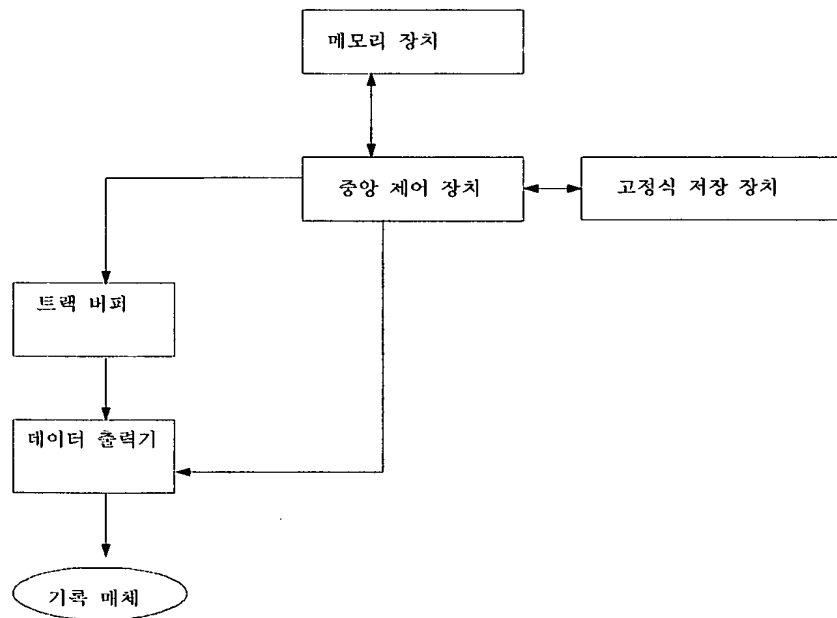 메모리 장치
중앙 제어 장치
고정식 저장 장치
트랙 버퍼
데이터 출력기
기록 매체